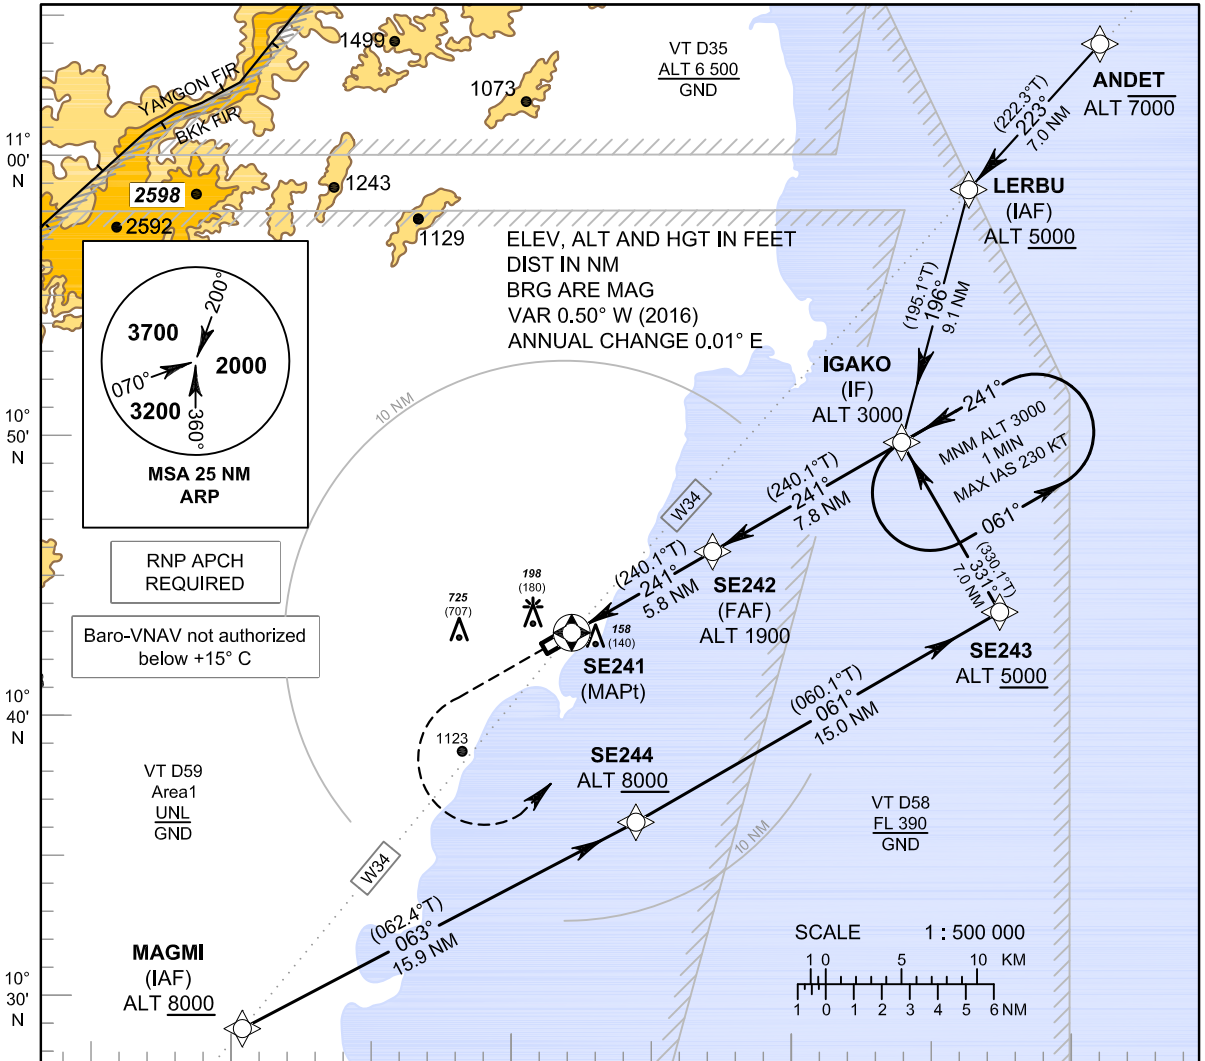 1499
1073
VT D35
ALT 6 500
GND
ANDET
ALT 7000
YANGON FIR
BKK FIR
(222.3°T)
223°
7.0 NM
11°
00'
N
2598
2592
1243
1129
LERBU
(IAF)
ALT 5000
ELEV, ALT AND HGT IN FEET
DIST IN NM
BRG ARE MAG
VAR 0.50° W (2016)
ANNUAL CHANGE 0.01° E
200°
3700
2000
070°
3200
360°
MSA 25 NM
ARP
(195.1°T)
196°
9.1 NM
IGAKO
(IF)
ALT 3000
10 NM
10°
50'
N
241°
MNM ALT 3000
1 MIN
MAX IAS 230 KT
061°
(240.1°T)
241°
7.8 NM
W34
RNP APCH
REQUIRED
Baro-VNAV not authorized
below +15° C
(240.1°T)
241°
5.8 NM
SE242
(FAF)
ALT 1900
(330.1°T)
331°
7.0 NM
725
(707)
198
(180)
158
(140)
SE241
(MAPt)
SE243
ALT 5000
(060.1°T)
061°
15.0 NM
10°
40'
N
1123
SE244
ALT 8000
VT D59
Area1
UNL
GND
VT D58
FL 390
GND
10 NM
W34
(062.4°T)
063°
15.9 NM
MAGMI
(IAF)
ALT 8000
10°
30'
N
SCALE 1 : 500 000
1 0 5 10 KM
1 0 1 2 3 4 5 6 NM